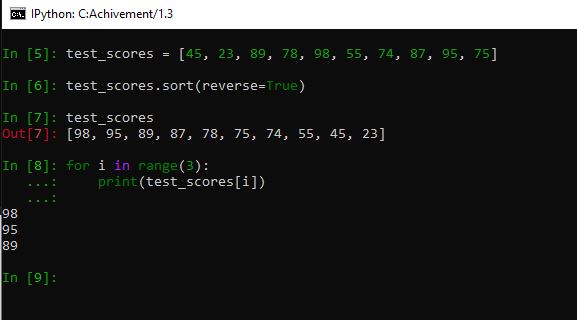 IPython: C:Achivement/1.3
In [5]: test_scores = [45, 23, 89, 78, 98, 55, 74, 87, 95, 75]
In [6]: test_scores.sort(reverse=True)
In [7]: test_scores
Out[7]: [98, 95, 89, 87, 78, 75, 74, 55, 45, 23]
In [8]: for i in range(3):
   ...:     print(test_scores[i])
   ...:
98
95
89
In [9]: